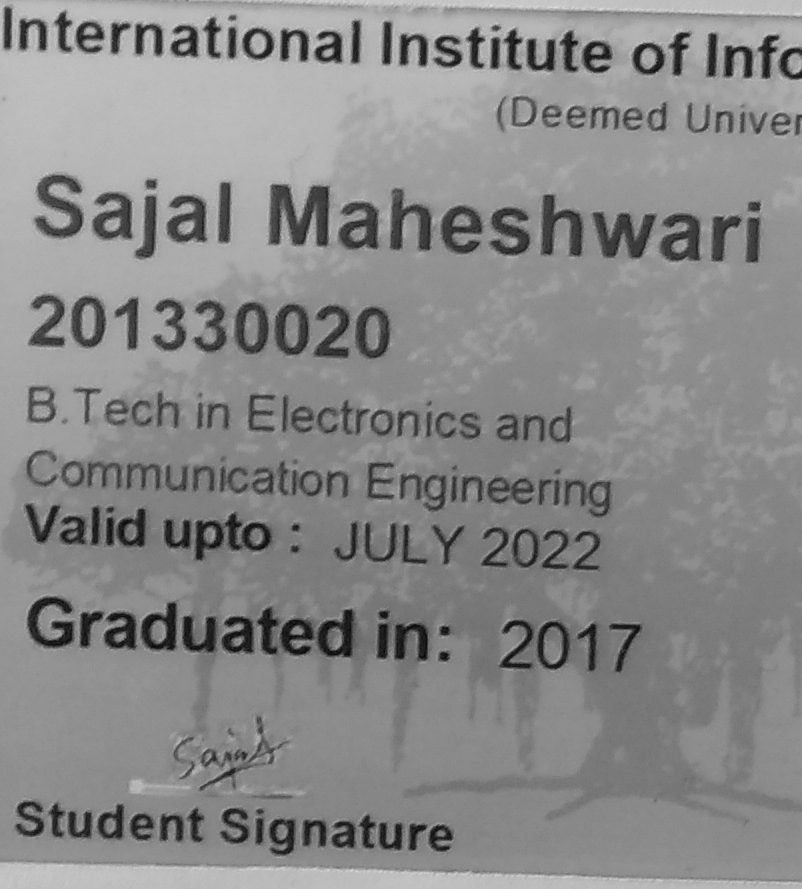 International Institute of Info
(Deemed Univer
Sajal Maheshwari
201330020
B.Tech in Electronics and
Communication Engineering
Valid upto : JULY 2022
Graduated in: 2017
Student Signature